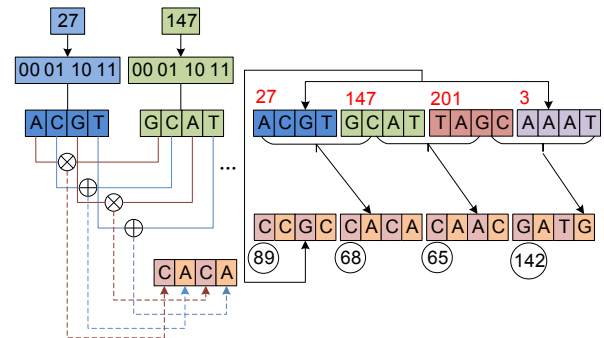 27
147
00 01 10 11
00 01 10 11
A C G T
G C A T
...
C A C A
27
147
201
3
A C G T G C A T T A G C A A A T
C C G C C A C A C A A C G A T G
89
68
65
142